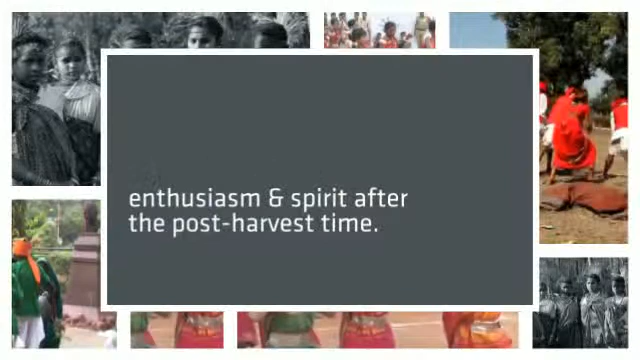 enthusiasm & spirit after
the post-harvest time.